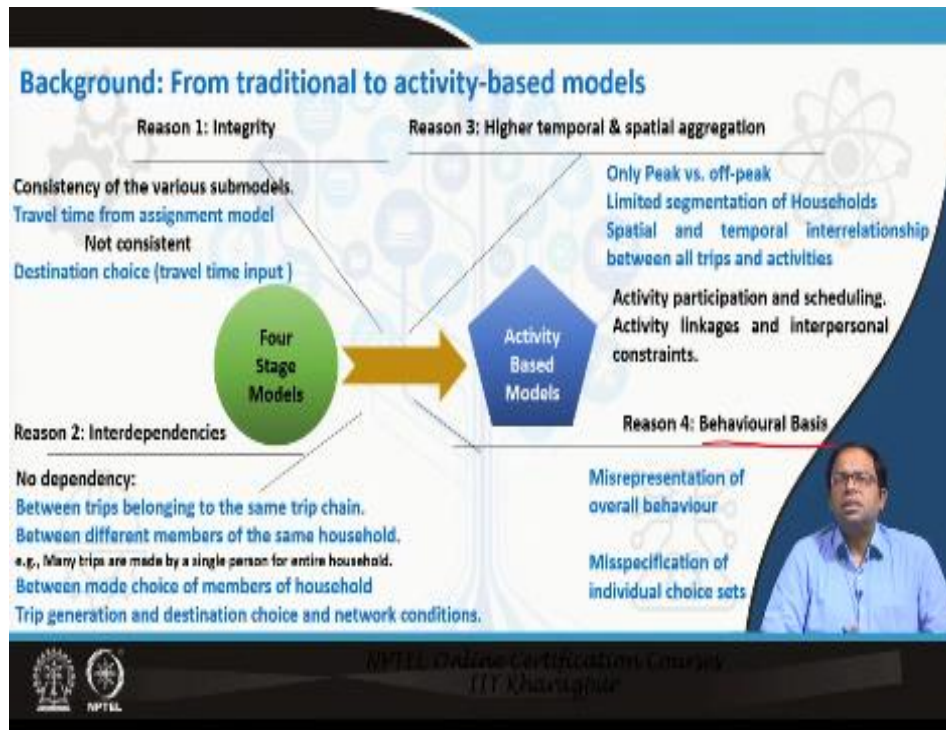 Background: From traditional to activity-based models
Reason 1: Integrity
Consistency of the various submodels.
Travel time from assignment model
Not consistent
Destination choice (travel time input )
Reason 3: Higher temporal & spatial aggregation
Only Peak vs. off-peak
Limited segmentation of Households
Spatial and temporal interrelationship
between all trips and activities
Activity participation and scheduling.
Activity linkages and interpersonal
constraints.
Four
Stage
Models
Activity
Based
Models
Reason 2: Interdependencies
No dependency:
Between trips belonging to the same trip chain.
Between different members of the same household.
e.g., Many trips are made by a single person for entire household.
Between mode choice of members of household
Trip generation and destination choice and network conditions.
Reason 4: Behavioural Basis
Misrepresentation of
overall behaviour
Misspecification of
individual choice sets
NPTEL
NPTEL Online Certification Courses
IIT Kharagpur